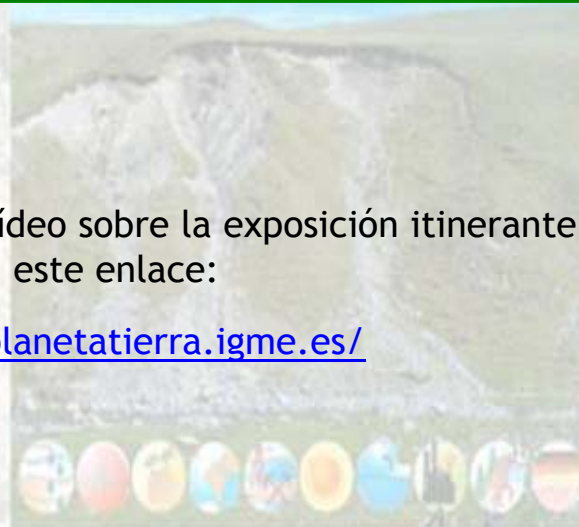 ídeo sobre la exposición itinerante
este enlace:
lanetatierra.igme.es/